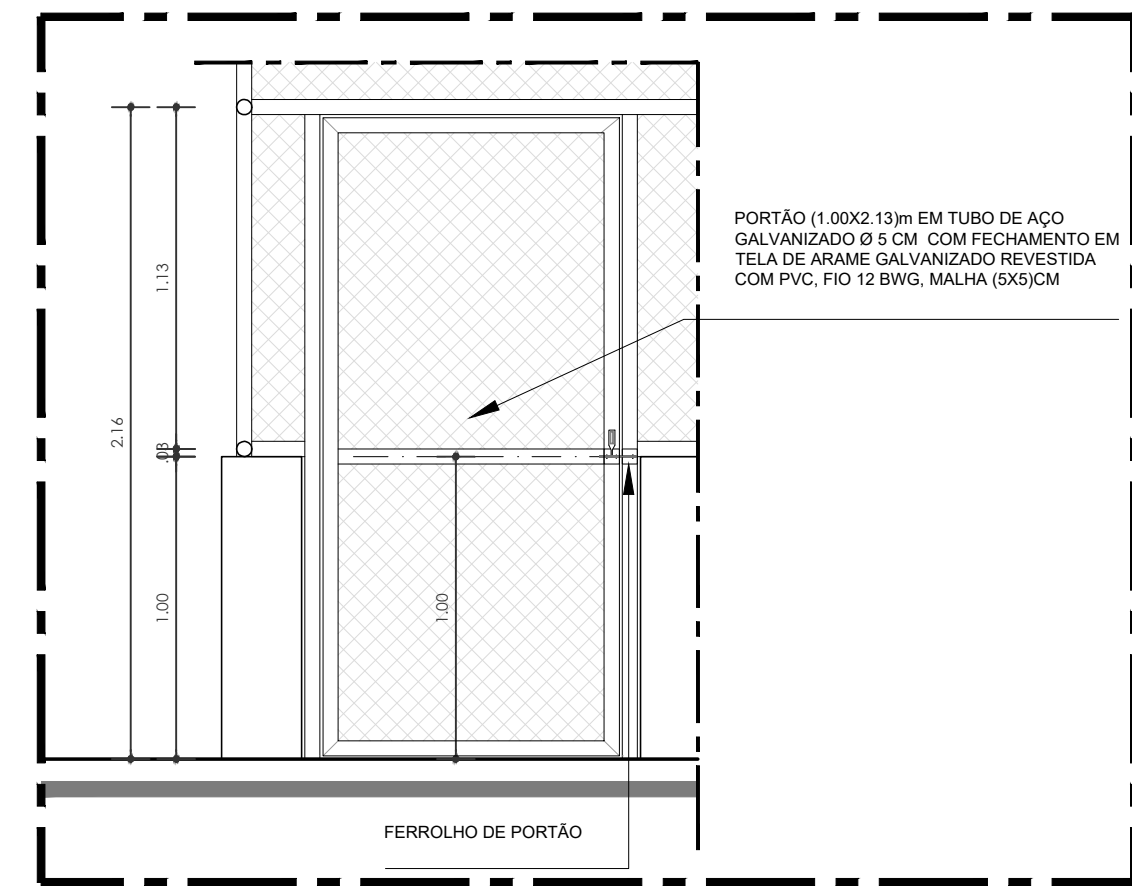 PORTÃO (1.00X2.13)m EM TUBO DE AÇO
GALVANIZADO Ø 5 CM COM FECHAMENTO EM
TELA DE ARAME GALVANIZADO REVESTIDA
COM PVC, FIO 12 BWG, MALHA (5X5)CM
1.13
2.16
.03
1.00
1.00
FERROLHO DE PORTÃO